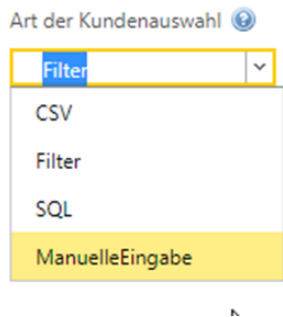 Art der Kundenauswahl
Filter
CSV
Filter
SQL
ManuelleEingabe